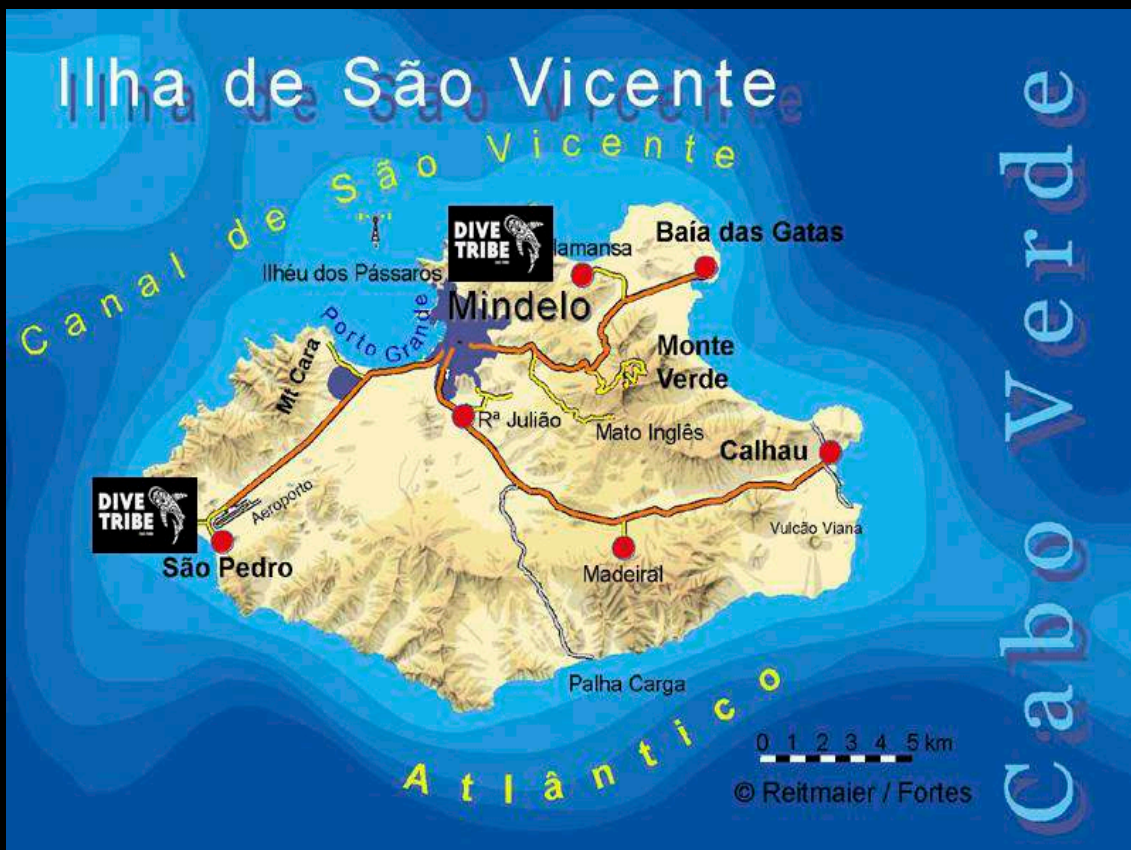 Ilha de São Vicente
Canal de São Vicente
Cabo Verde
DIVE
TRIBE
lamansa
Baía das Gatas
Ilhéu dos Pássaros
Mindelo
Porto Grande
Mt Cara
Monte
Verde
Rª Julião
Mato Inglês
Calhau
DIVE
TRIBE
Aeroporto
Vulcão Viana
São Pedro
Madeiral
Palha Carga
Atlântico
0 1 2 3 4 5 km
© Reitmaier / Fortes